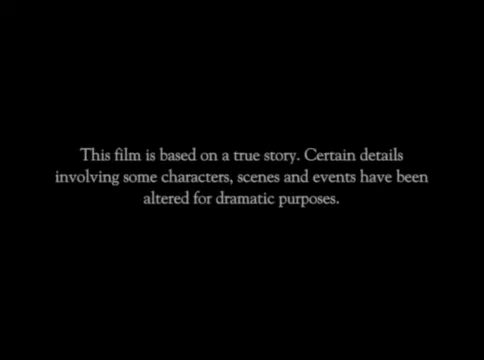 This film is based on a true story. Certain details
involving some characters, scenes and events have been
altered for dramatic purposes.